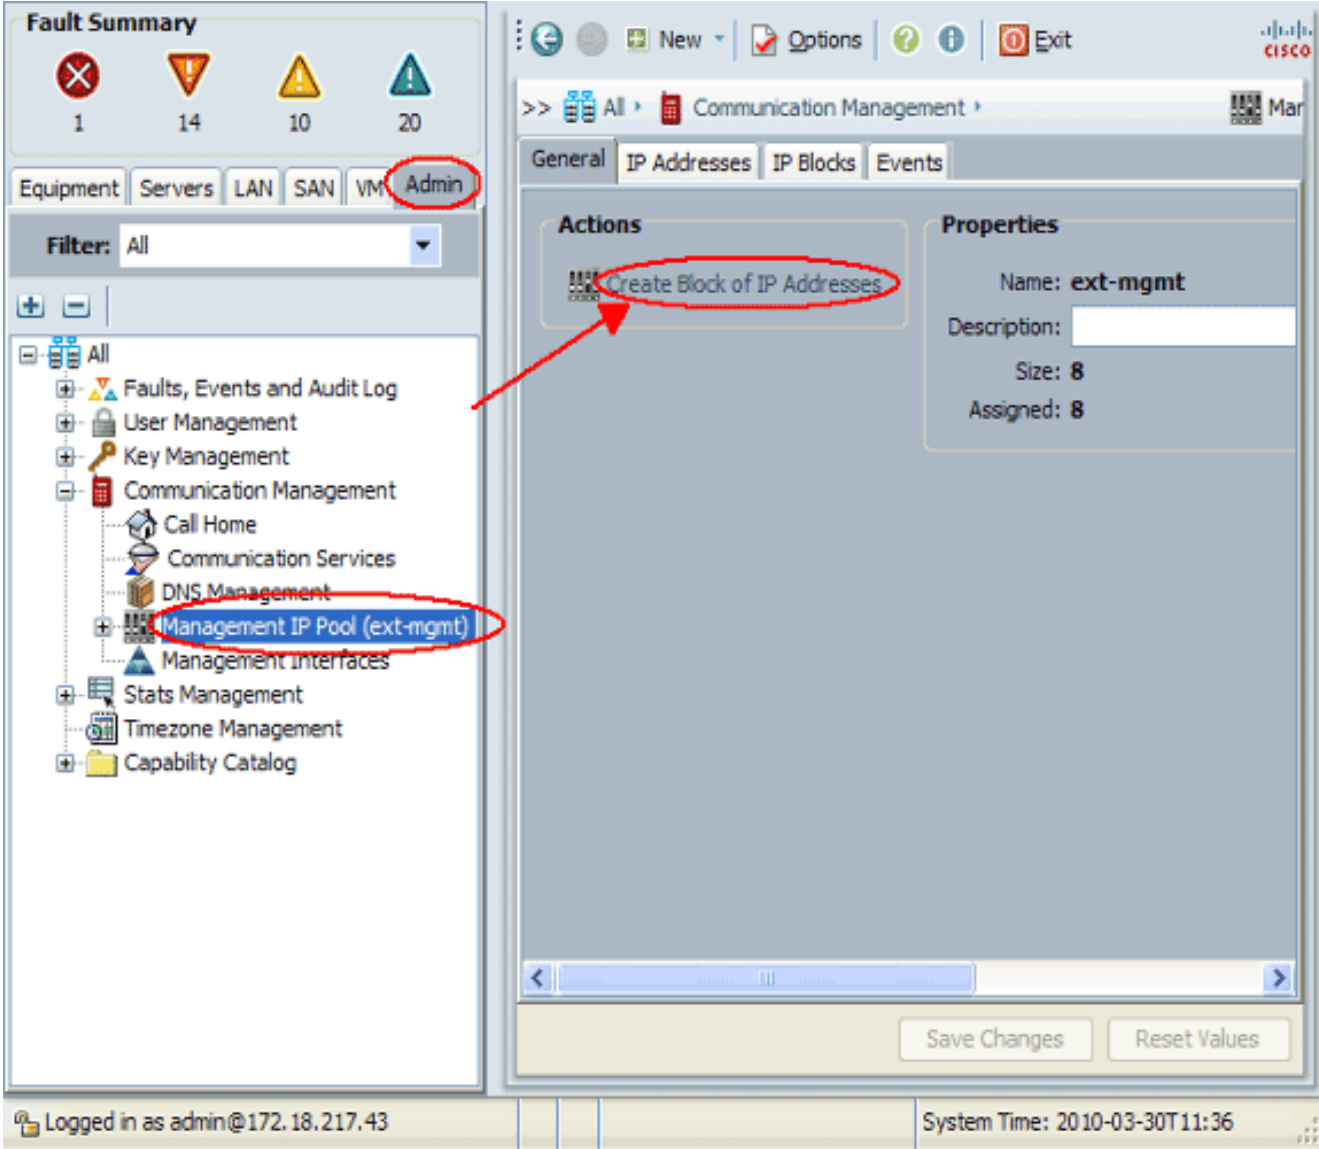 Fault Summary
1 14 10 20
Equipment Servers LAN SAN VM Admin
Filter: All
All
Faults, Events and Audit Log
User Management
Key Management
Communication Management
Call Home
Communication Services
DNS Management
Management IP Pool (ext-mgmt)
Management Interfaces
Stats Management
Timezone Management
Capability Catalog
New Options Exit
cisco
>> All Communication Management Mar
General IP Addresses IP Blocks Events
Actions
Create Block of IP Addresses
Properties
Name: ext-mgmt
Description:
Size: 8
Assigned: 8
Save Changes Reset Values
Logged in as admin@172.18.217.43
System Time: 2010-03-30T11:36